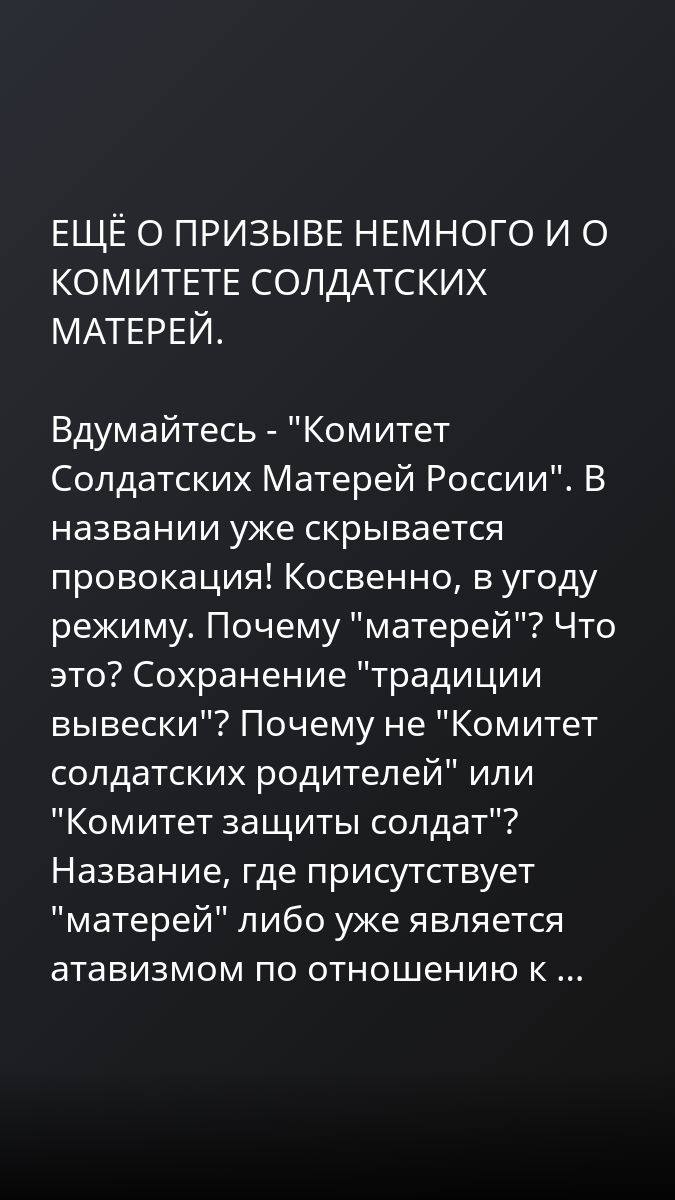 ЕЩЁ О ПРИЗЫВЕ НЕМНОГО И О
КОМИТЕТЕ СОЛДАТСКИХ
МАТЕРЕЙ.
Вдумайтесь - "Комитет
Солдатских Матерей России". В
названии уже скрывается
провокация! Косвенно, в угоду
режиму. Почему "матерей"? Что
это? Сохранение "традиции
вывески"? Почему не "Комитет
солдатских родителей" или
"Комитет защиты солдат"?
Название, где присутствует
"матерей" либо уже является
атавизмом по отношению к ...